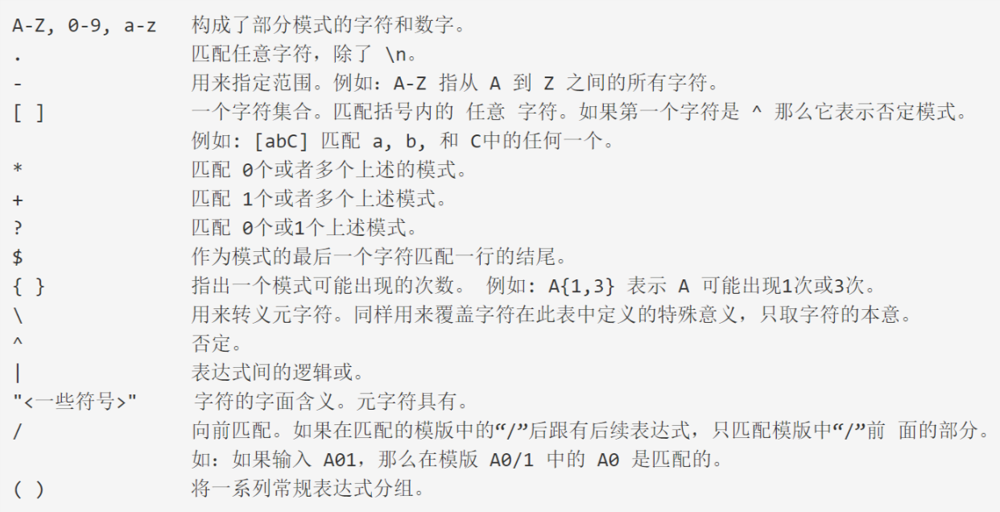 A-Z, 0-9, a-z 构成了部分模式的字符和数字。
. 匹配任意字符，除了 \n。
- 用来指定范围。例如：A-Z 指从 A 到 Z 之间的所有字符。
[ ] 一个字符集合。匹配括号内的 任意 字符。如果第一个字符是 ^ 那么它表示否定模式。
例如: [abC] 匹配 a, b, 和 C中的任何一个。
* 匹配 0个或者多个上述的模式。
+ 匹配 1个或者多个上述模式。
? 匹配 0个或1个上述模式。
$ 作为模式的最后一个字符匹配一行的结尾。
{ } 指出一个模式可能出现的次数。 例如: A{1,3} 表示 A 可能出现1次或3次。
\ 用来转义元字符。同样用来覆盖字符在此表中定义的特殊意义，只取字符的本意。
^ 否定。
| 表达式间的逻辑或。
"<一些符号>" 字符的字面含义。元字符具有。
/ 向前匹配。如果在匹配的模版中的“/”后跟有后续表达式，只匹配模版中“/”前 面的部分。
如：如果输入 A01，那么在模版 A0/1 中的 A0 是匹配的。
( ) 将一系列常规表达式分组。